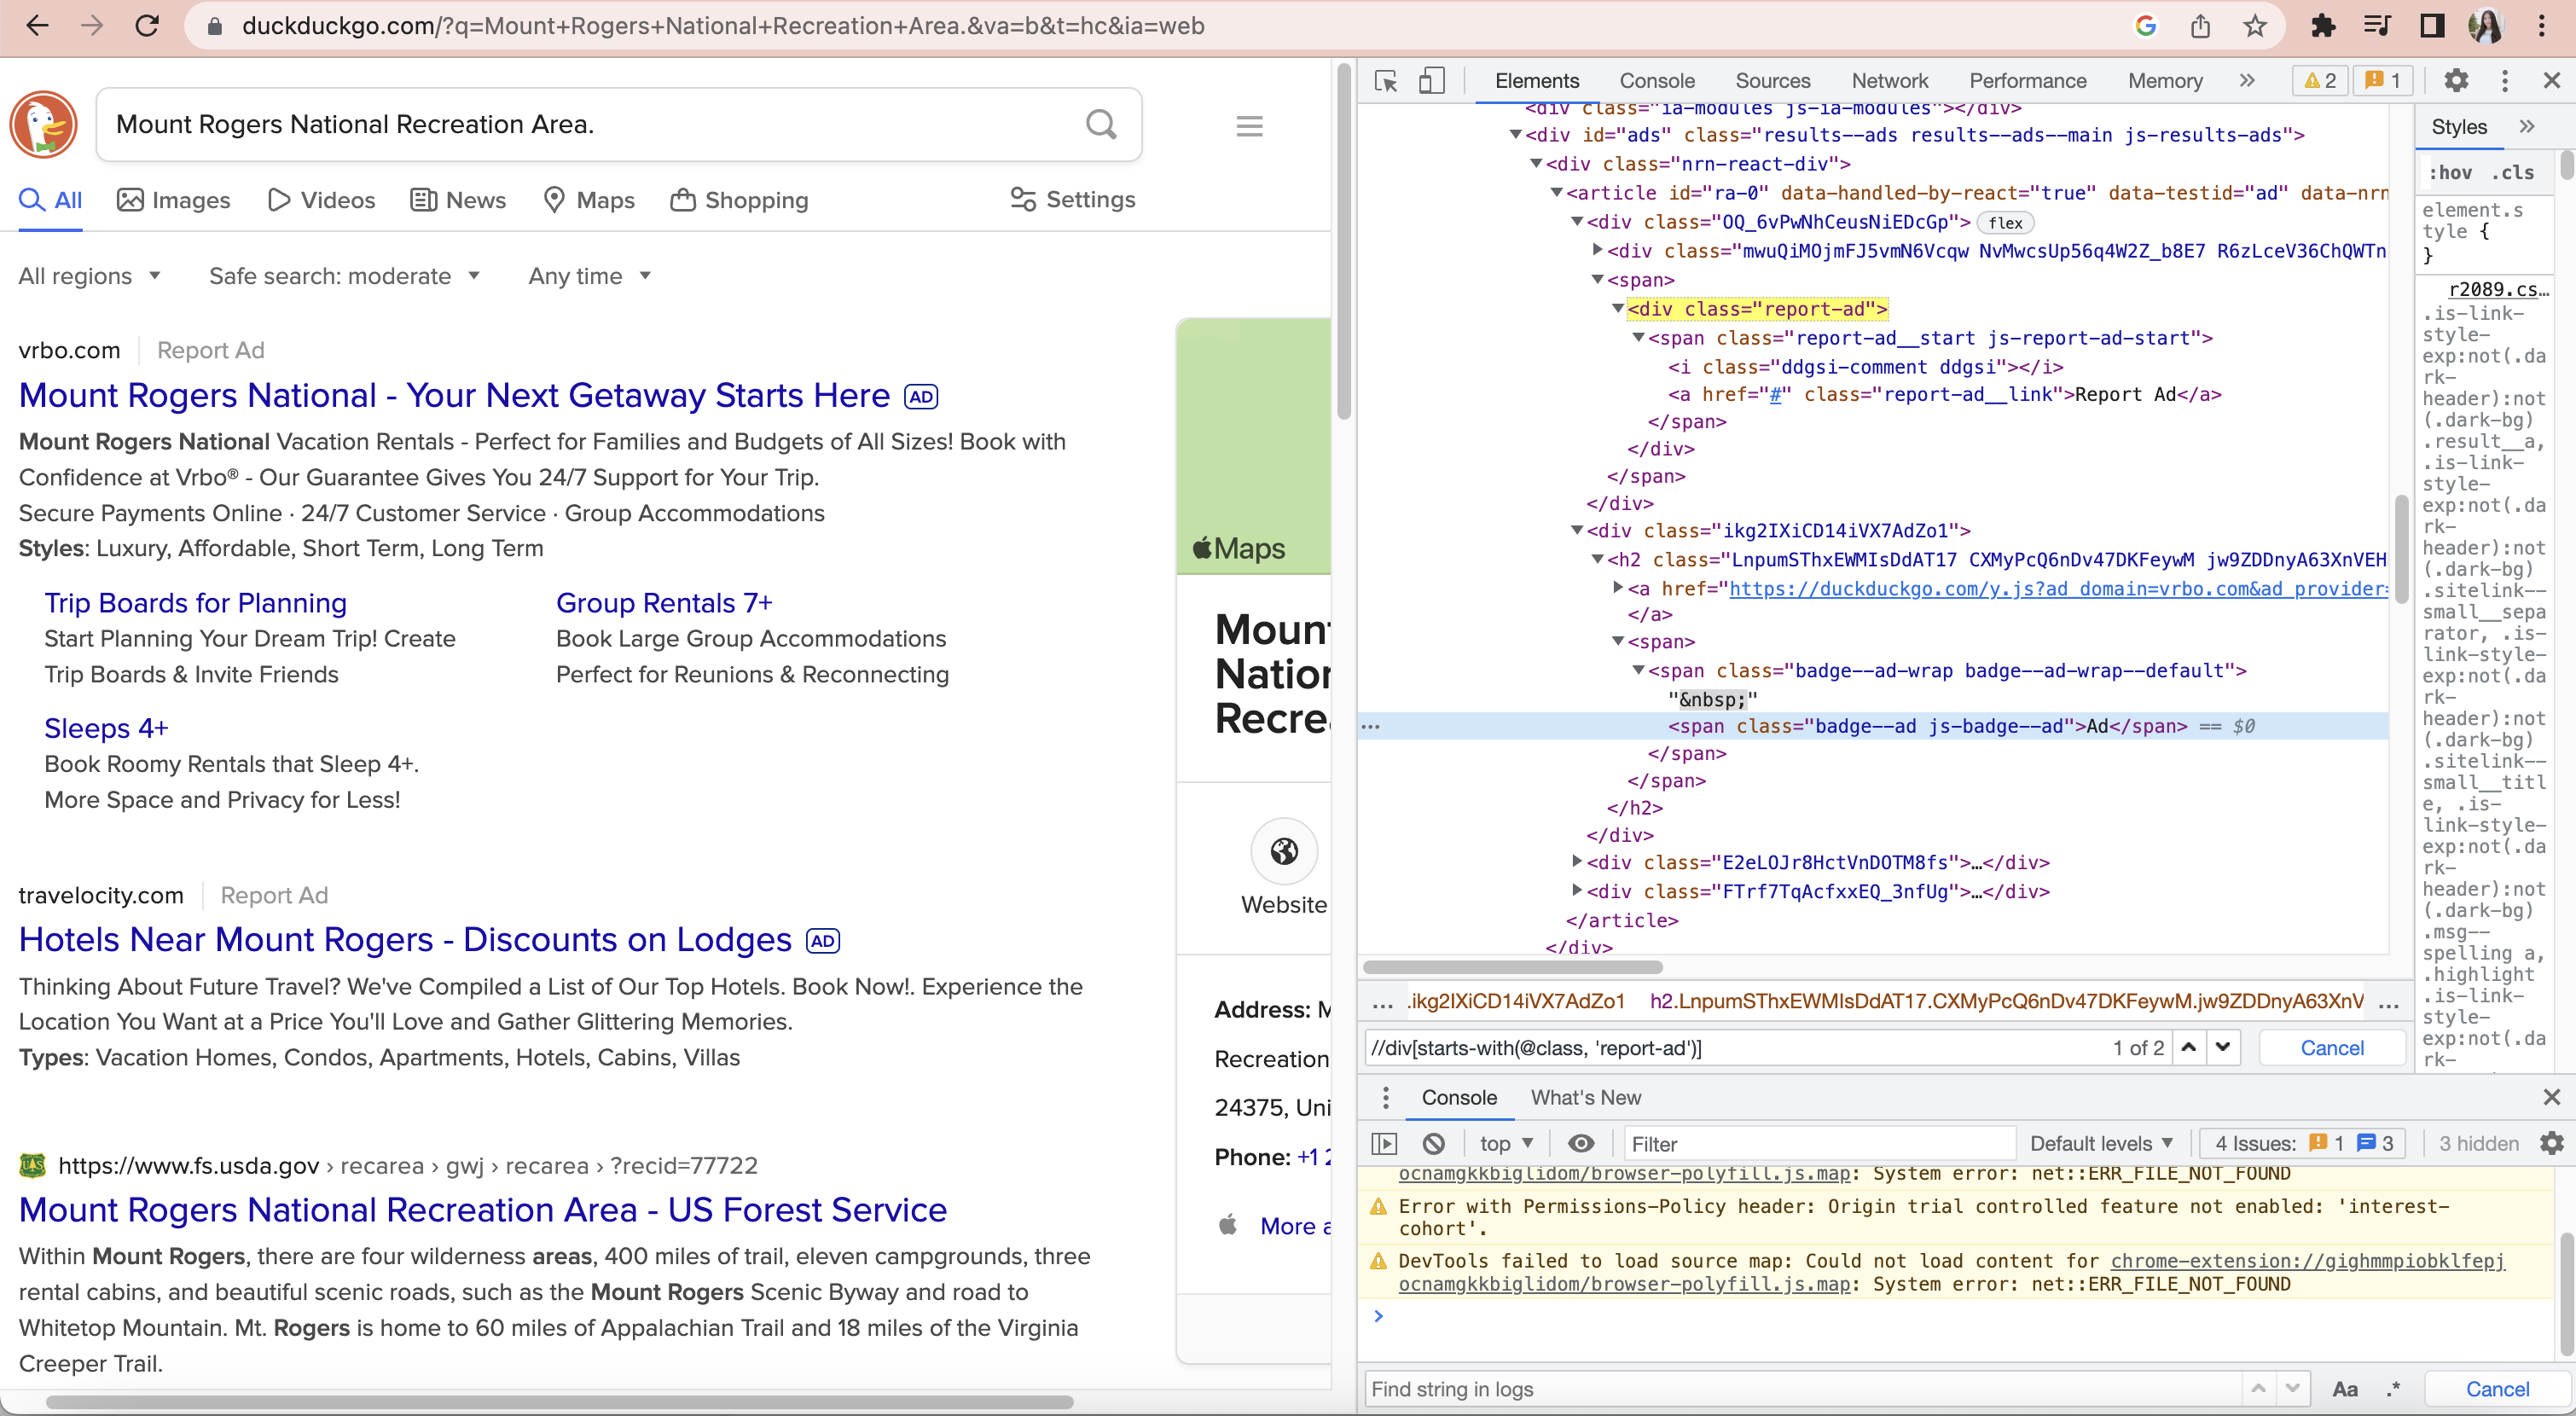 duckduckgo.com/?q=Mount+Rogers+National+Recreation+Area.&va=b&t=hc&ia=web
Mount Rogers National Recreation Area.
All Images Videos News Maps Shopping Settings
All regions Safe search: moderate Any time
vrbo.com Report Ad
Mount Rogers National - Your Next Getaway Starts Here AD
Mount Rogers National Vacation Rentals - Perfect for Families and Budgets of All Sizes! Book with
Confidence at Vrbo® - Our Guarantee Gives You 24/7 Support for Your Trip.
Secure Payments Online · 24/7 Customer Service · Group Accommodations
Styles: Luxury, Affordable, Short Term, Long Term
Trip Boards for Planning
Start Planning Your Dream Trip! Create
Trip Boards & Invite Friends
Group Rentals 7+
Book Large Group Accommodations
Perfect for Reunions & Reconnecting
Sleeps 4+
Book Roomy Rentals that Sleep 4+.
More Space and Privacy for Less!
travelocity.com Report Ad
Hotels Near Mount Rogers - Discounts on Lodges AD
Thinking About Future Travel? We've Compiled a List of Our Top Hotels. Book Now!. Experience the
Location You Want at a Price You'll Love and Gather Glittering Memories.
Types: Vacation Homes, Condos, Apartments, Hotels, Cabins, Villas
https://www.fs.usda.gov › recarea › gwj › recarea › ?recid=77722
Mount Rogers National Recreation Area - US Forest Service
Within Mount Rogers, there are four wilderness areas, 400 miles of trail, eleven campgrounds, three
rental cabins, and beautiful scenic roads, such as the Mount Rogers Scenic Byway and road to
Whitetop Mountain. Mt. Rogers is home to 60 miles of Appalachian Trail and 18 miles of the Virginia
Creeper Trail.
Maps
Moun
Nation
Recre
Website
Address: M
Recreation
24375, Uni
Phone: +1 2
More a
Elements Console Sources Network Performance Memory » 2 1
<div class="ia-modules js-ia-modules"></div>
<div id="ads" class="results--ads results--ads--main js-results-ads">
<div class="nrn-react-div">
<article id="ra-0" data-handled-by-react="true" data-testid="ad" data-nrn
<div class="OQ_6vPwNhCeusNiEDcGp"> flex
<div class="mwuQiMOjmFJ5vmN6Vcqw NvMwcsUp56q4W2Z_b8E7 R6zLceV36ChQWTn
<span>
<div class="report-ad">
<span class="report-ad__start js-report-ad-start">
<i class="ddgsi-comment ddgsi"></i>
<a href="#" class="report-ad__link">Report Ad</a>
</span>
</div>
</span>
</div>
<div class="ikg2IXiCD14iVX7AdZo1">
<h2 class="LnpumSThxEWMIsDdAT17 CXMyPcQ6nDv47DKFeywM jw9ZDDnyA63XnVEH
<a href="https://duckduckgo.com/y.js?ad_domain=vrbo.com&ad_provider=
</a>
<span>
<span class="badge--ad-wrap badge--ad-wrap--default">
"&nbsp;"
… <span class="badge--ad js-badge--ad">Ad</span> == $0
</span>
</span>
</h2>
</div>
<div class="E2eLOJr8HctVnDOTM8fs">…</div>
<div class="FTrf7TqAcfxxEQ_3nfUg">…</div>
</article>
</div>
… .ikg2IXiCD14iVX7AdZo1 h2.LnpumSThxEWMIsDdAT17.CXMyPcQ6nDv47DKFeywM.jw9ZDDnyA63XnV …
//div[starts-with(@class, 'report-ad')] 1 of 2 Cancel
Styles »
:hov .cls
element.s
tyle {
}
r2089.cs…
.is-link-
style-
exp:not(.da
rk-
header):not
(.dark-bg)
.result__a,
.is-link-
style-
exp:not(.da
rk-
header):not
(.dark-bg)
.sitelink--
small__sepa
rator, .is-
link-style-
exp:not(.da
rk-
header):not
(.dark-bg)
.sitelink--
small__titl
e, .is-
link-style-
exp:not(.da
rk-
header):not
(.dark-bg)
.msg--
spelling a,
.highlight
.is-link-
style-
exp:not(.da
rk-
Console What's New
top Filter Default levels 4 Issues: 1 3 3 hidden
ocnamgkkbiglidom/browser-polyfill.js.map: System error: net::ERR_FILE_NOT_FOUND
Error with Permissions-Policy header: Origin trial controlled feature not enabled: 'interest-
cohort'.
DevTools failed to load source map: Could not load content for chrome-extension://gighmmpiobklfepj
ocnamgkkbiglidom/browser-polyfill.js.map: System error: net::ERR_FILE_NOT_FOUND
Find string in logs Aa .* Cancel